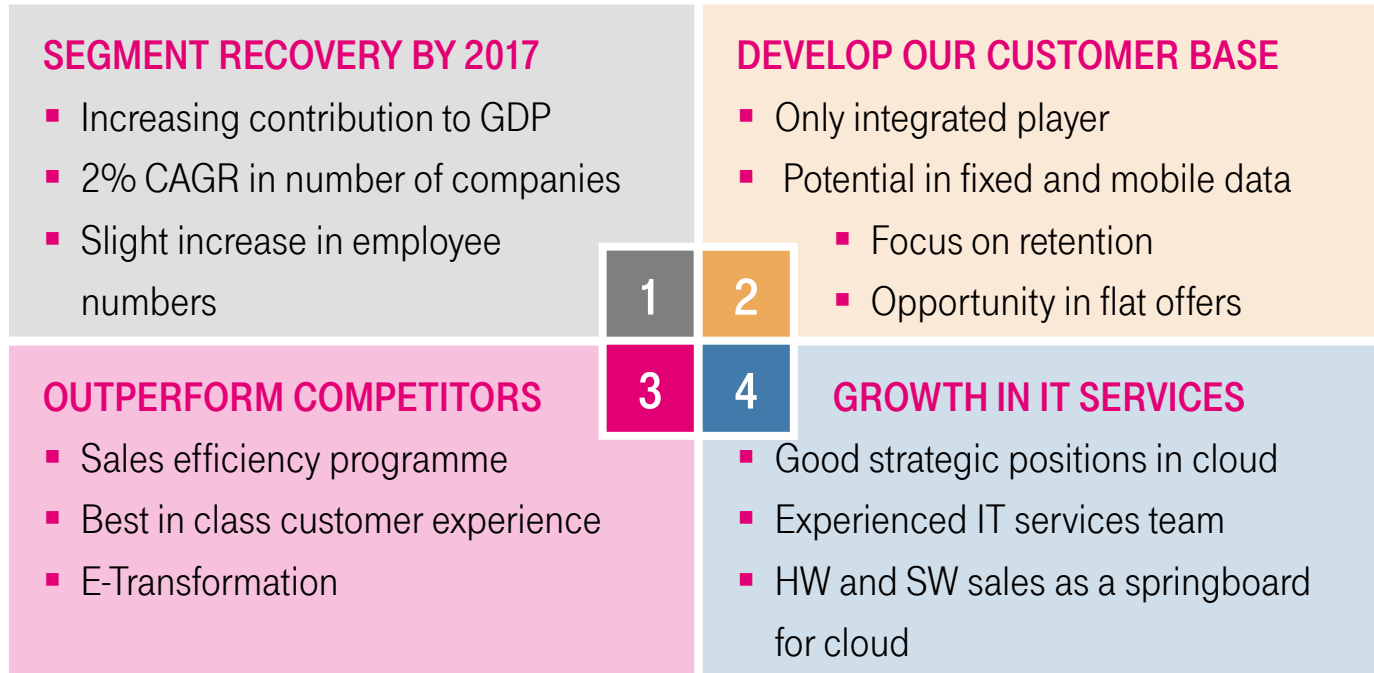 SEGMENT RECOVERY BY 2017
▪ Increasing contribution to GDP
▪ 2% CAGR in number of companies
▪ Slight increase in employee
numbers
1
DEVELOP OUR CUSTOMER BASE
▪ Only integrated player
▪ Potential in fixed and mobile data
▪ Focus on retention
▪ Opportunity in flat offers
2
OUTPERFORM COMPETITORS
▪ Sales efficiency programme
▪ Best in class customer experience
▪ E-Transformation
3
GROWTH IN IT SERVICES
▪ Good strategic positions in cloud
▪ Experienced IT services team
▪ HW and SW sales as a springboard
for cloud
4